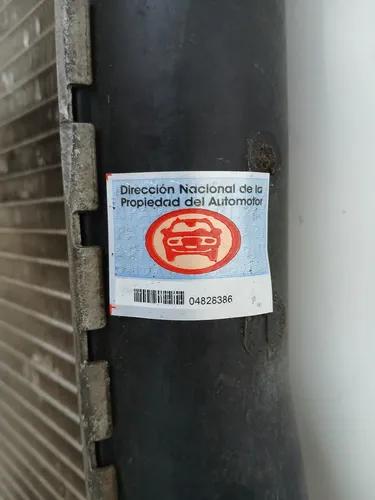 Dirección Nacional de la
Propiedad del Automotor
04828386